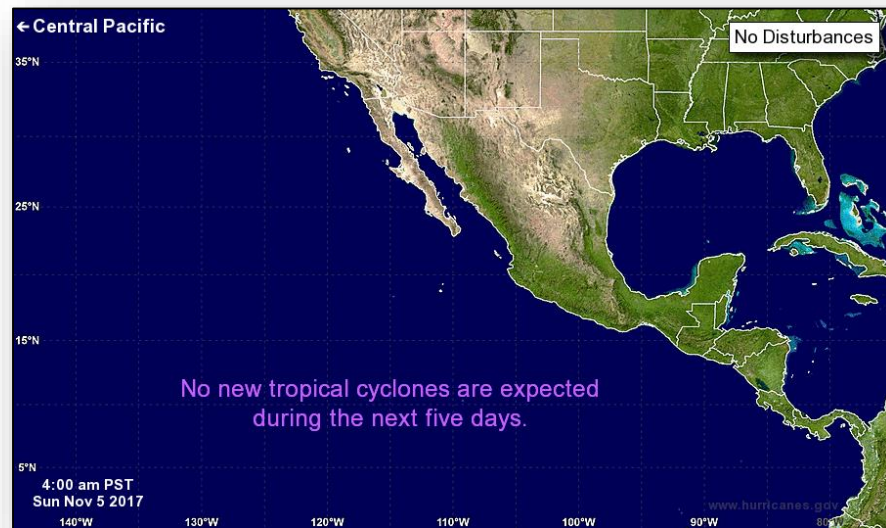 ←Central Pacific
No Disturbances
35°N
25°N
15°N
No new tropical cyclones are expected
during the next five days.
5°N
4:00 am PST
Sun Nov 5 2017
www.hurricanes.gov
140°W
130°W
120°W
110°W
100°W
90°W
80°W